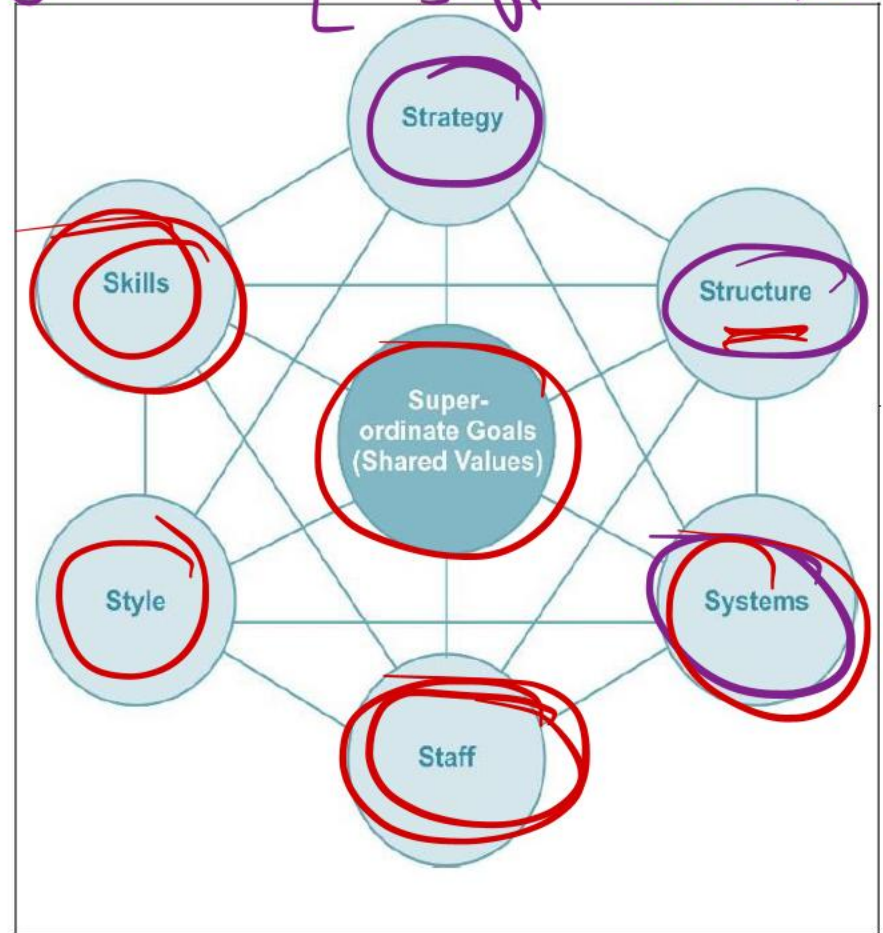 Strategy
Skills
Structure
Super-
ordinate Goals
(Shared Values)
Style
Systems
Staff